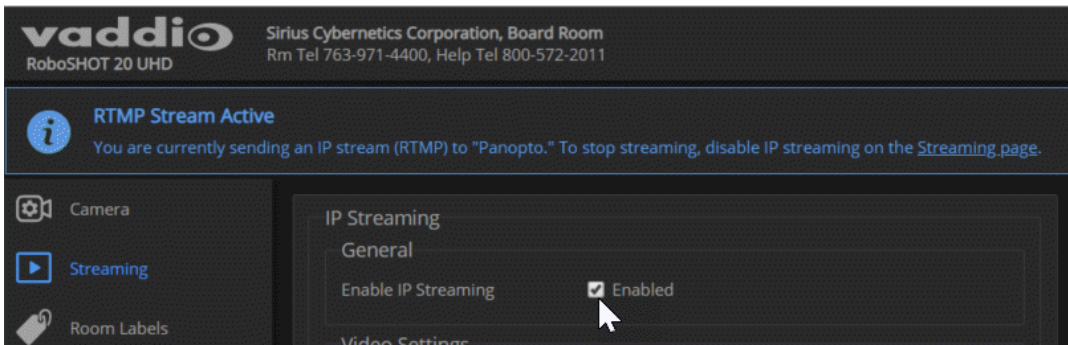 vaddio
RoboSHOT 20 UHD
Sirius Cybernetics Corporation, Board Room
Rm Tel 763-971-4400, Help Tel 800-572-2011
RTMP Stream Active
You are currently sending an IP stream (RTMP) to "Panopto." To stop streaming, disable IP streaming on the Streaming page.
Camera
Streaming
Room Labels
IP Streaming
General
Enable IP Streaming Enabled
Video Settings